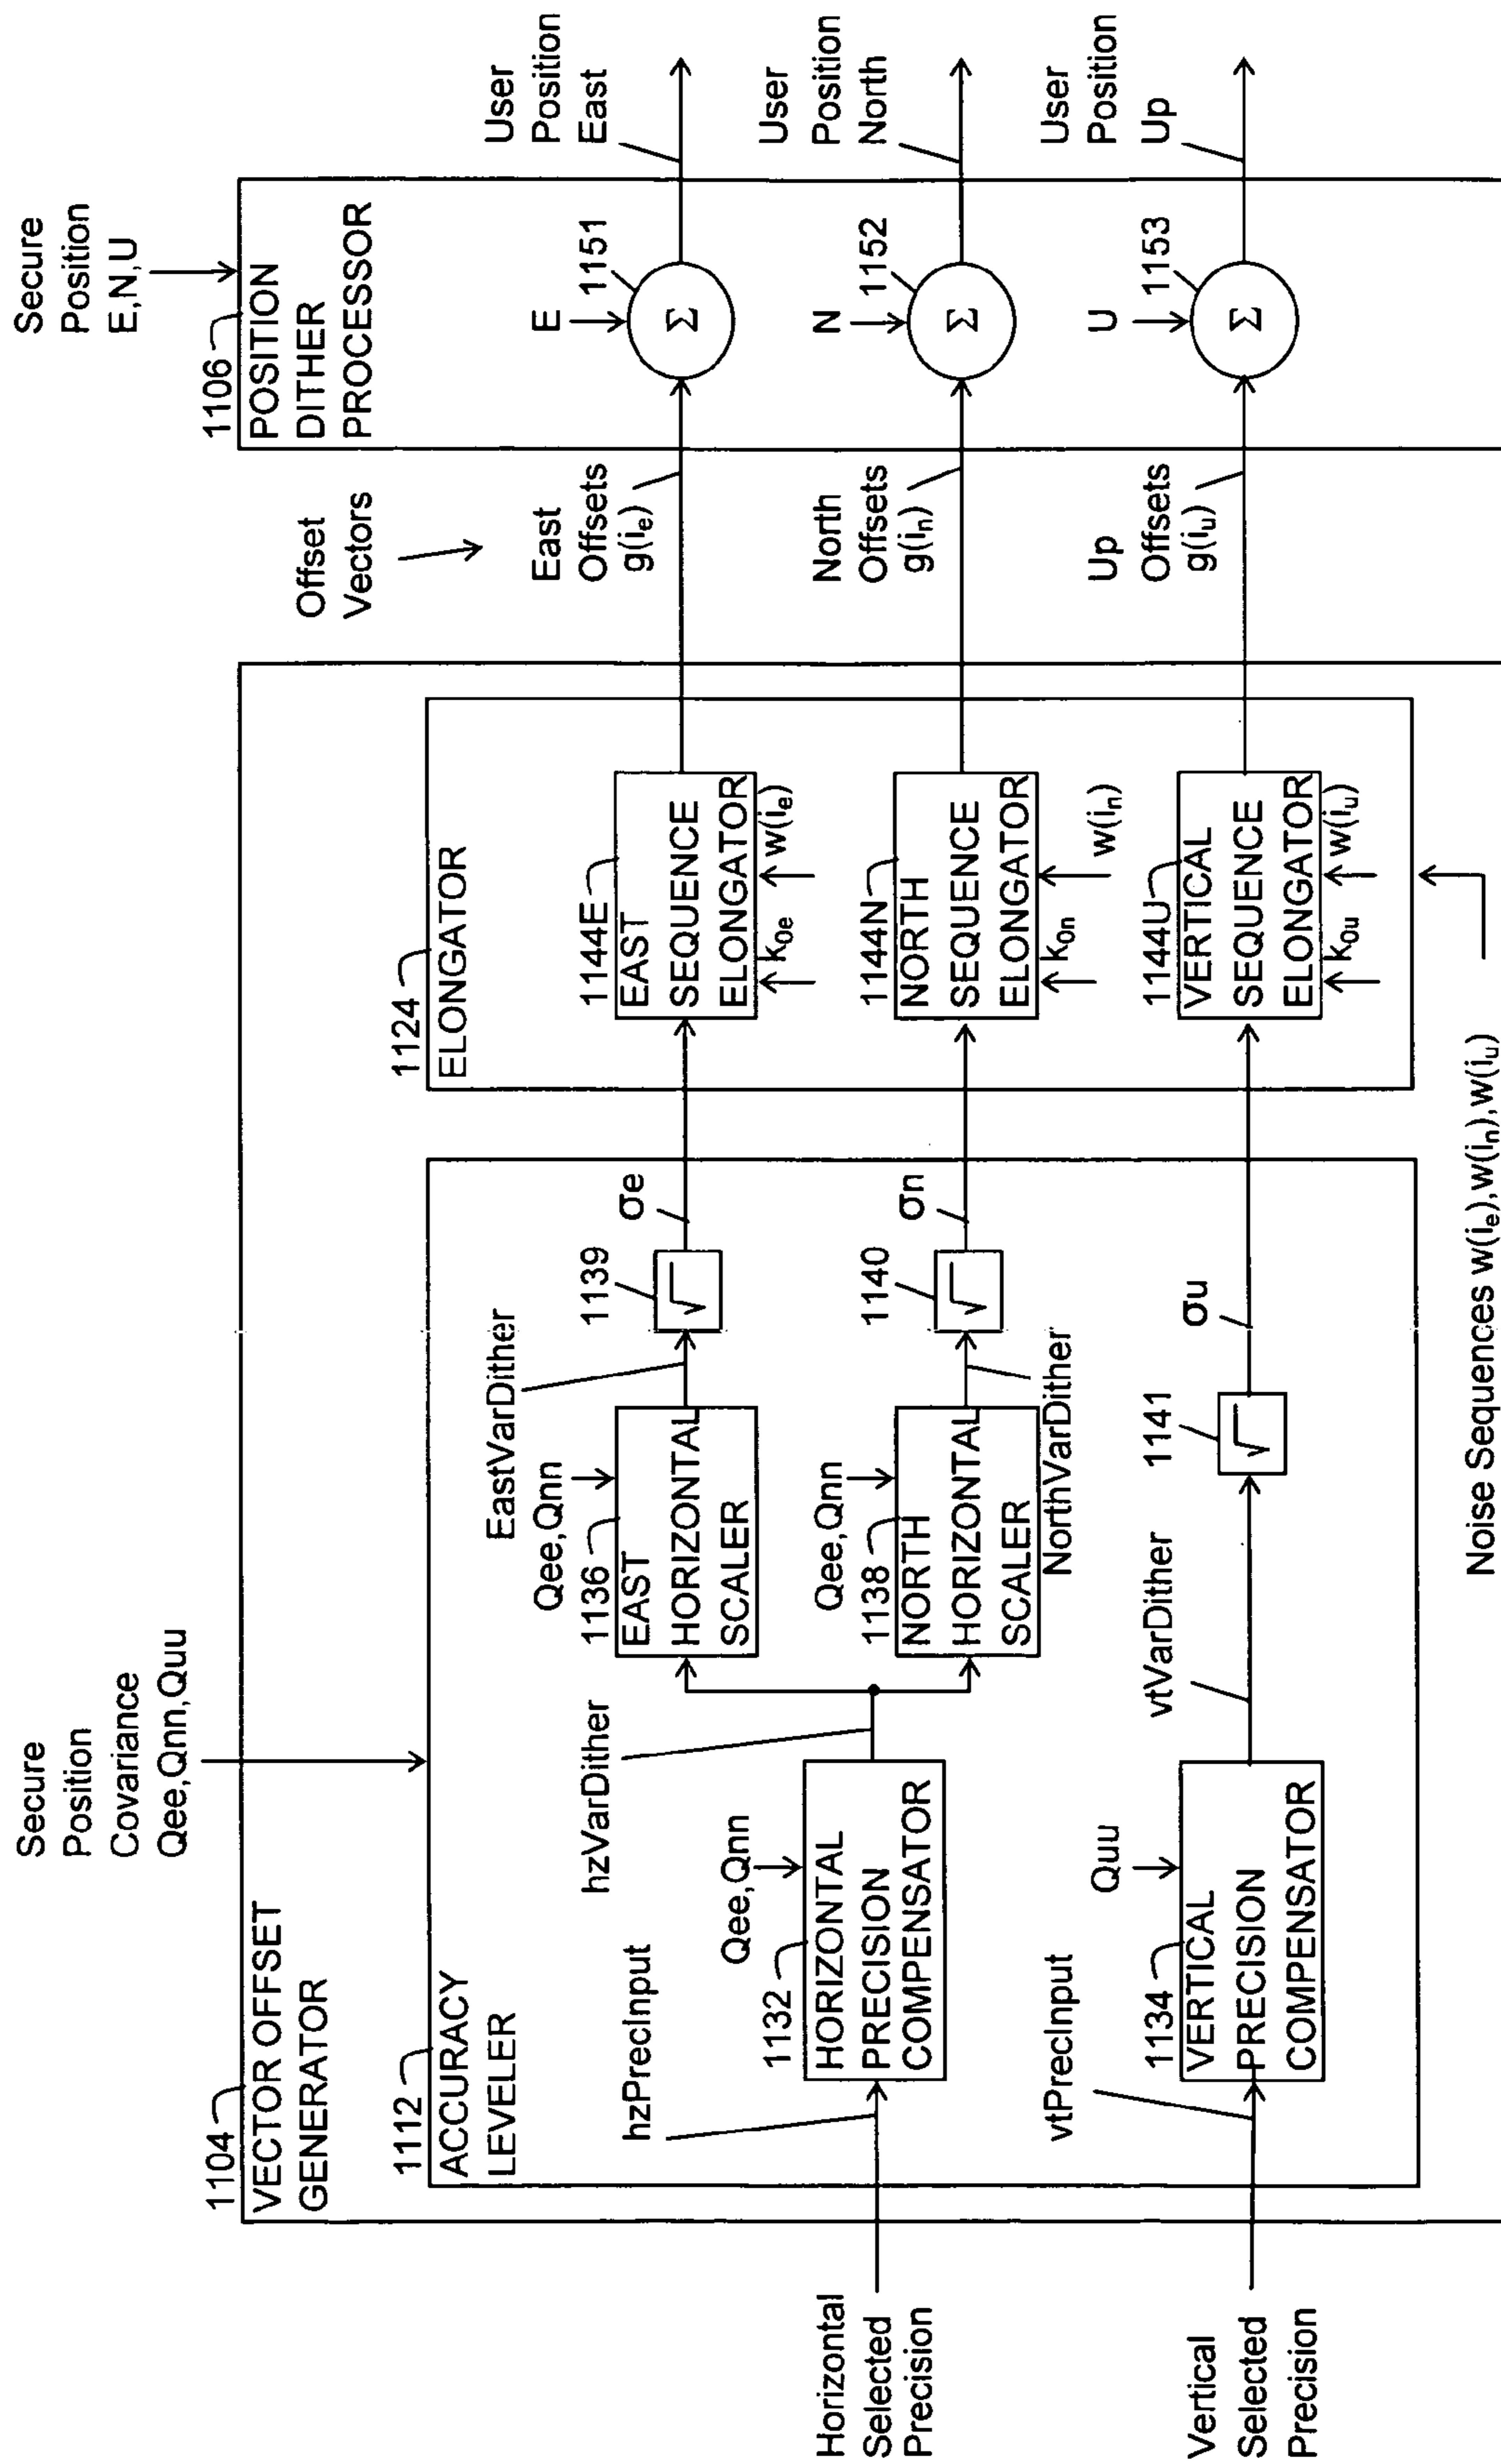 Secure
Position
Covariance
Qee,Qnn,Quu
Secure
Position
E,N,U
1104
VECTOR OFFSET
GENERATOR
1112
ACCURACY
LEVELER
1124
ELONGATOR
Offset
Vectors
1106
POSITION
DITHER
PROCESSOR
Horizontal
Selected
Precision
hzPrecInput
Qee,Qnn
1132
HORIZONTAL
PRECISION
COMPENSATOR
hzVarDither
Qee,Qnn
1136
EAST
HORIZONTAL
SCALER
EastVarDither
1139
√
σe
1144E
EAST
SEQUENCE
ELONGATOR
k0e
w(ie)
East
Offsets
g(ie)
E
1151
Σ
User
Position
East
Qee,Qnn
1138
NORTH
HORIZONTAL
SCALER
NorthVarDither
1140
√
σn
1144N
NORTH
SEQUENCE
ELONGATOR
k0n
w(in)
North
Offsets
g(in)
N
1152
Σ
User
Position
North
Vertical
Selected
Precision
vtPrecInput
Quu
1134
VERTICAL
PRECISION
COMPENSATOR
vtVarDither
1141
√
σu
1144U
VERTICAL
SEQUENCE
ELONGATOR
k0u
w(iu)
Up
Offsets
g(iu)
U
1153
Σ
User
Position
Up
Noise Sequences w(ie),w(in),w(iu)